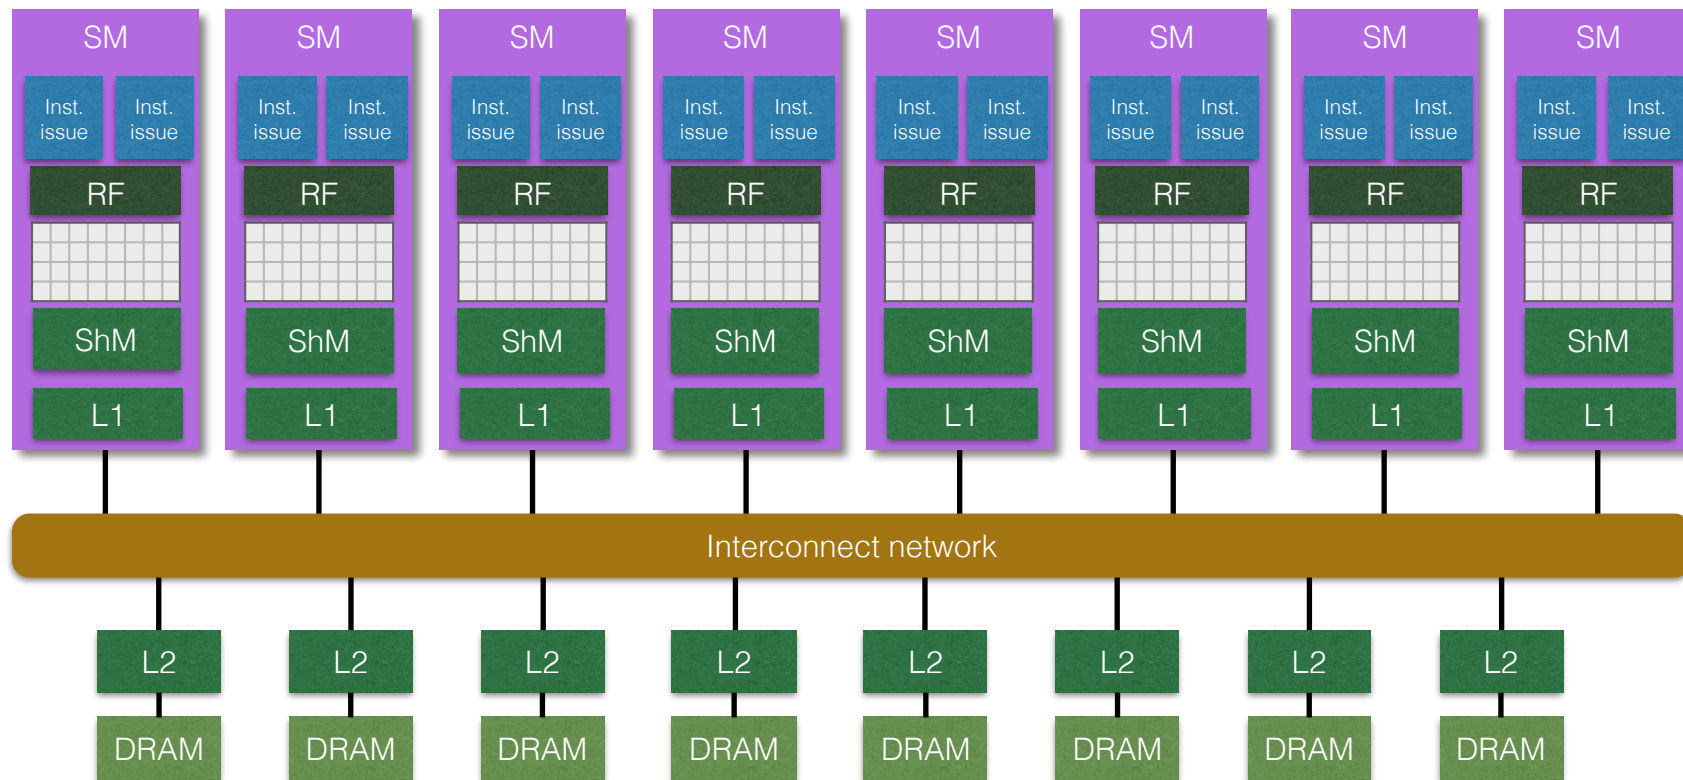 SM SM SM SM SM SM SM SM
Inst. Inst. Inst. Inst. Inst. Inst. Inst. Inst. Inst. Inst. Inst. Inst. Inst. Inst. Inst. Inst.
issue issue issue issue issue issue issue issue issue issue issue issue issue issue issue issue
RF RF RF RF RF RF RF RF
ShM ShM ShM ShM ShM ShM ShM ShM
L1 L1 L1 L1 L1 L1 L1 L1
Interconnect network
L2 L2 L2 L2 L2 L2 L2 L2
DRAM DRAM DRAM DRAM DRAM DRAM DRAM DRAM